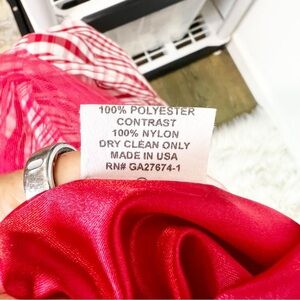 100% POLYESTER
CONTRAST
100% NYLON
DRY CLEAN ONLY
MADE IN USA
RN# GA27674-1